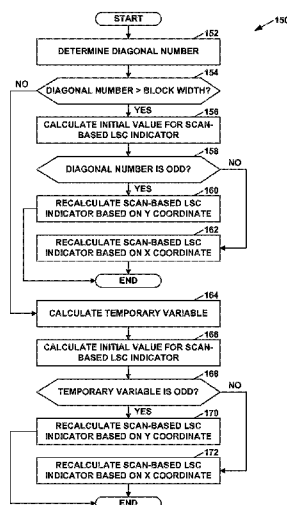 START
150
152
DETERMINE DIAGONAL NUMBER
154
NO
DIAGONAL NUMBER > BLOCK WIDTH?
YES
156
CALCULATE INITIAL VALUE FOR SCAN-
BASED LSC INDICATOR
158
DIAGONAL NUMBER IS ODD?
NO
YES
160
RECALCULATE SCAN-BASED LSC
INDICATOR BASED ON Y COORDINATE
162
RECALCULATE SCAN-BASED LSC
INDICATOR BASED ON X COORDINATE
END
164
CALCULATE TEMPORARY VARIABLE
166
CALCULATE INITIAL VALUE FOR SCAN-
BASED LSC INDICATOR
168
TEMPORARY VARIABLE IS ODD?
NO
YES
170
RECALCULATE SCAN-BASED LSC
INDICATOR BASED ON Y COORDINATE
172
RECALCULATE SCAN-BASED LSC
INDICATOR BASED ON X COORDINATE
END